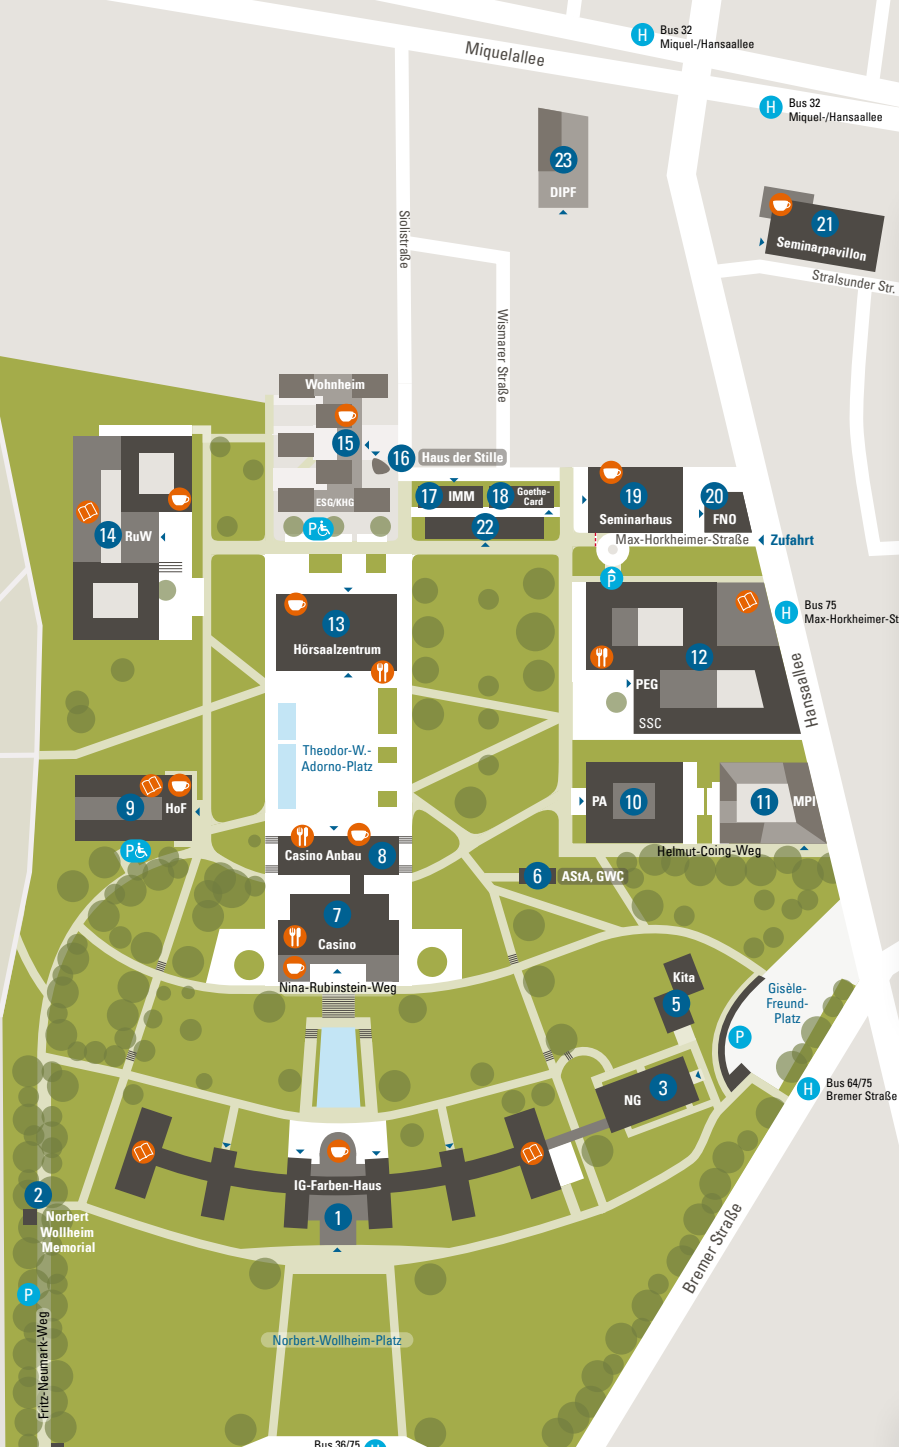 H
Bus 32
Miquel-/Hansaallee
Miquelallee
H
Bus 32
Miquel-/Hansaallee
23
DIPF
21
Seminarpavillon
Stralsunder Str.
Siolistraße
Wismarer Straße
Wohnheim
15
16
Haus der Stille
ESG/KHG
P
17
IMM
18
Goethe-
Card
22
19
Seminarhaus
20
FNO
Max-Horkheimer-Straße
Zufahrt
14
RuW
P
H
Bus 75
Max-Horkheimer-St
13
Hörsaalzentrum
12
PEG
SSC
Hansaallee
Theodor-W.-
Adorno-Platz
9
HoF
P
PA
10
11
MPI
Helmut-Coing-Weg
Casino Anbau
8
6
AStA, GWC
7
Casino
Nina-Rubinstein-Weg
Kita
5
Gisèle-
Freund-
Platz
P
NG
3
H
Bus 64/75
Bremer Straße
IG-Farben-Haus
1
2
Norbert
Wollheim
Memorial
P
Bremer Straße
Fritz-Neumark-Weg
Norbert-Wollheim-Platz
Bus 36/75
H